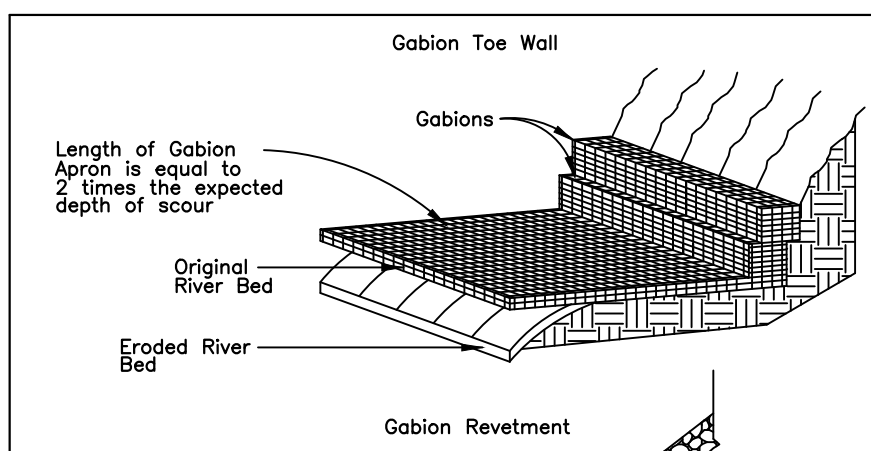 Gabion Toe Wall
Gabions
Length of Gabion
Apron is equal to
2 times the expected
depth of scour
Original
River Bed
Eroded River
Bed
Gabion Revetment